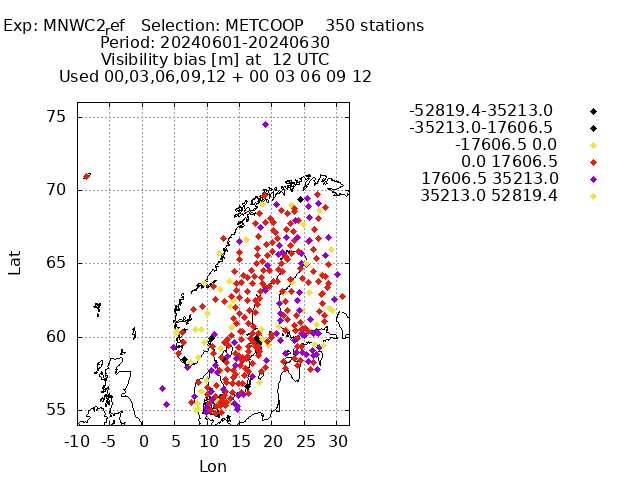 Exp: MNWC2ref   Selection: METCOOP    350 stations
Period: 20240601-20240630
Visibility bias [m] at  12 UTC
Used 00,03,06,09,12 + 00 03 06 09 12
-52819.4-35213.0
-35213.0-17606.5
-17606.5 0.0
0.0 17606.5
17606.5 35213.0
35213.0 52819.4
75
70
65
60
55
Lat
-10 -5 0 5 10 15 20 25 30
Lon